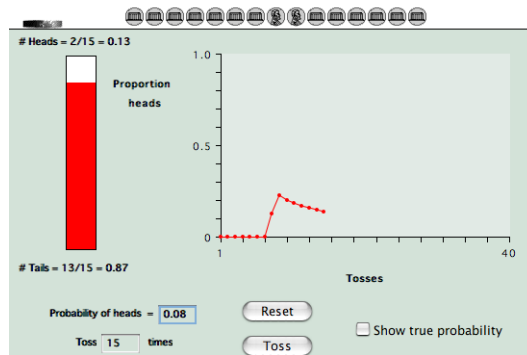 # Heads = 2/15 = 0.13
Proportion
heads
1.0
0.5
0
1
40
Tosses
# Tails = 13/15 = 0.87
Probability of heads = 0.08
Toss 15 times
Reset
Toss
Show true probability